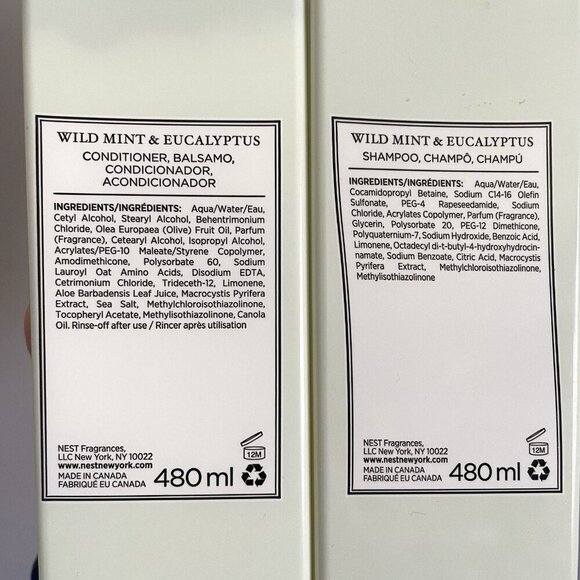 WILD MINT & EUCALYPTUS
CONDITIONER, BALSAMO,
CONDICIONADOR,
ACONDICIONADOR
INGREDIENTS/INGRÉDIENTS: Aqua/Water/Eau,
Cetyl Alcohol, Stearyl Alcohol, Behentrimonium
Chloride, Olea Europaea (Olive) Fruit Oil, Parfum
(Fragrance), Cetearyl Alcohol, Isopropyl Alcohol,
Acrylates/PEG-10 Maleate/Styrene Copolymer,
Amodimethicone, Polysorbate 60, Sodium
Lauroyl Oat Amino Acids, Disodium EDTA,
Cetrimonium Chloride, Trideceth-12, Limonene,
Aloe Barbadensis Leaf Juice, Macrocystis Pyrifera
Extract, Sea Salt, Methylchloroisothiazolinone,
Tocopheryl Acetate, Methylisothiazolinone, Canola
Oil. Rinse-off after use / Rincer après utilisation
NEST Fragrances,
LLC New York, NY 10022
www.nestnewyork.com
MADE IN CANADA
FABRIQUÉ EU CANADA
480 ml
12M
WILD MINT & EUCALYPTUS
SHAMPOO, CHAMPÔ, CHAMPÚ
INGREDIENTS/INGRÉDIENTS: Aqua/Water/Eau,
Cocamidopropyl Betaine, Sodium C14-16 Olefin
Sulfonate, PEG-4 Rapeseedamide, Sodium
Chloride, Acrylates Copolymer, Parfum (Fragrance),
Glycerin, Polysorbate 20, PEG-12 Dimethicone,
Polyquaternium-7, Sodium Hydroxide, Benzoic Acid,
Limonene, Octadecyl di-t-butyl-4-hydroxyhydrocin-
namate, Sodium Benzoate, Citric Acid, Macrocystis
Pyrifera Extract, Methylchloroisothiazolinone,
Methylisothiazolinone
NEST Fragrances,
LLC New York, NY 10022
www.nestnewyork.com
MADE IN CANADA
FABRIQUÉ EU CANADA
480 ml
12M